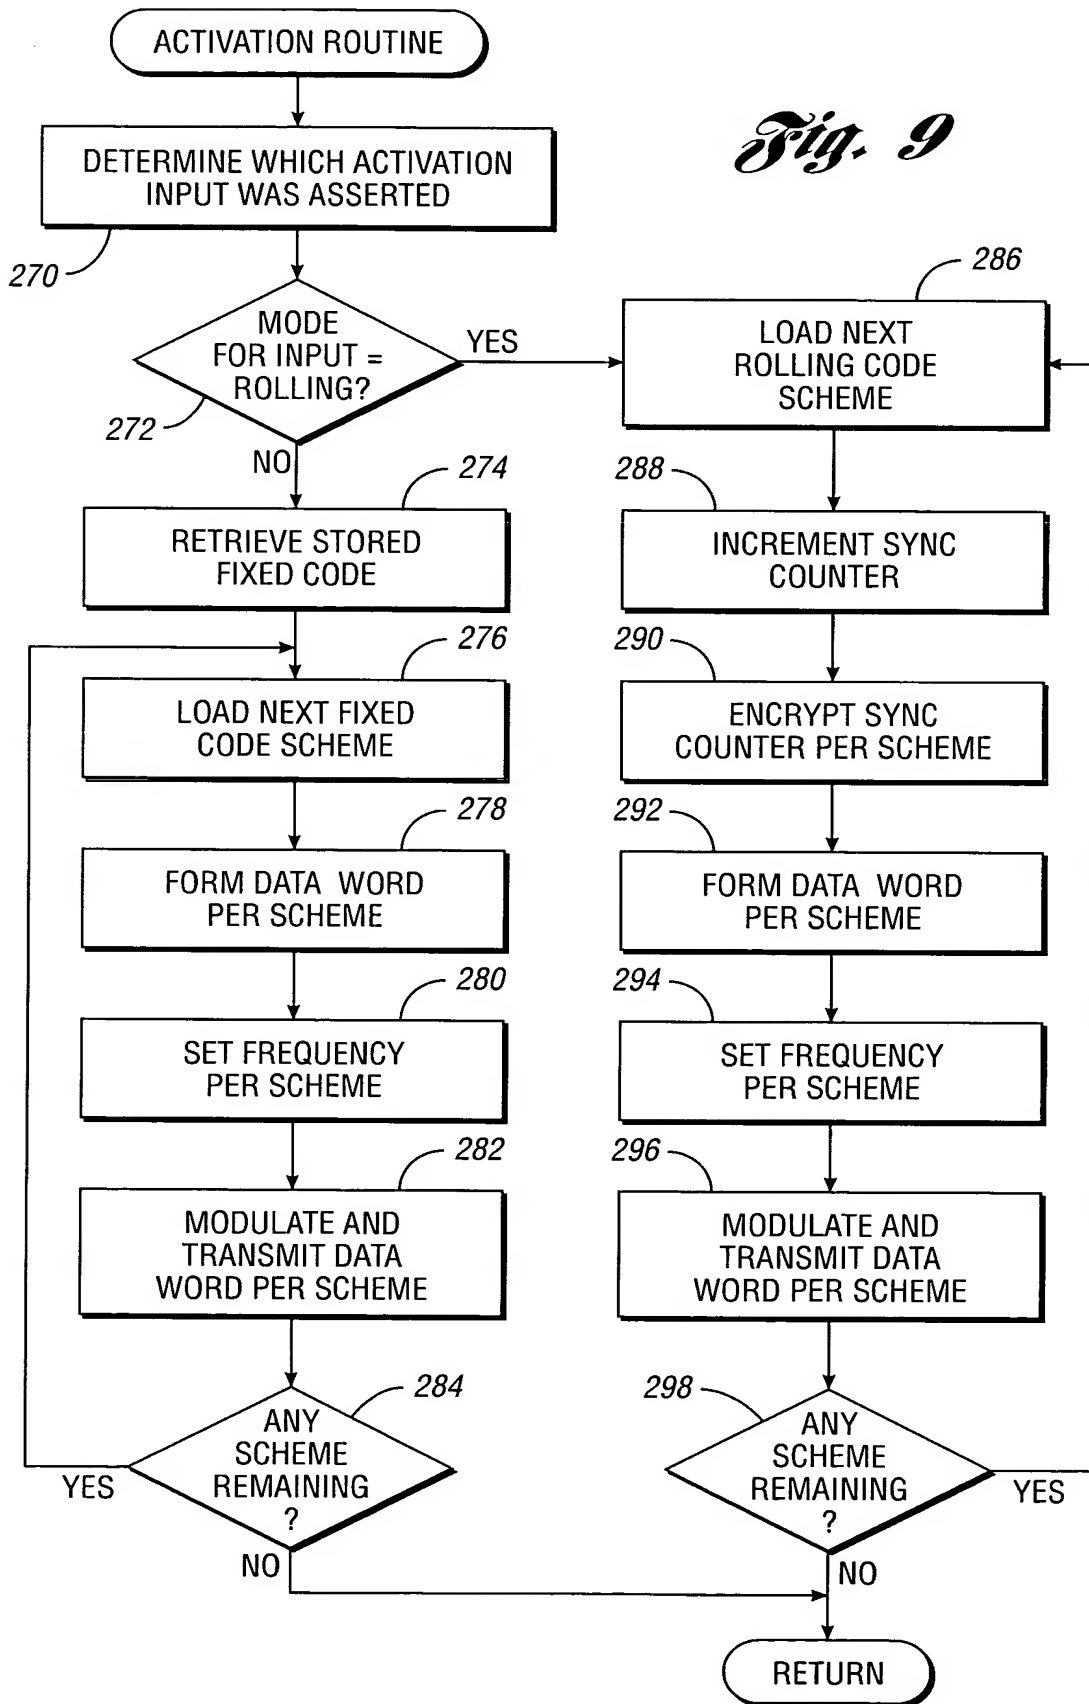 ACTIVATION ROUTINE
Fig. 9
DETERMINE WHICH ACTIVATION
INPUT WAS ASSERTED
270
MODE
FOR INPUT =
ROLLING?
272
YES
NO
274
RETRIEVE STORED
FIXED CODE
276
LOAD NEXT FIXED
CODE SCHEME
278
FORM DATA WORD
PER SCHEME
280
SET FREQUENCY
PER SCHEME
282
MODULATE AND
TRANSMIT DATA
WORD PER SCHEME
284
ANY
SCHEME
REMAINING
?
YES
NO
286
LOAD NEXT
ROLLING CODE
SCHEME
288
INCREMENT SYNC
COUNTER
290
ENCRYPT SYNC
COUNTER PER SCHEME
292
FORM DATA WORD
PER SCHEME
294
SET FREQUENCY
PER SCHEME
296
MODULATE AND
TRANSMIT DATA
WORD PER SCHEME
298
ANY
SCHEME
REMAINING
?
YES
NO
RETURN